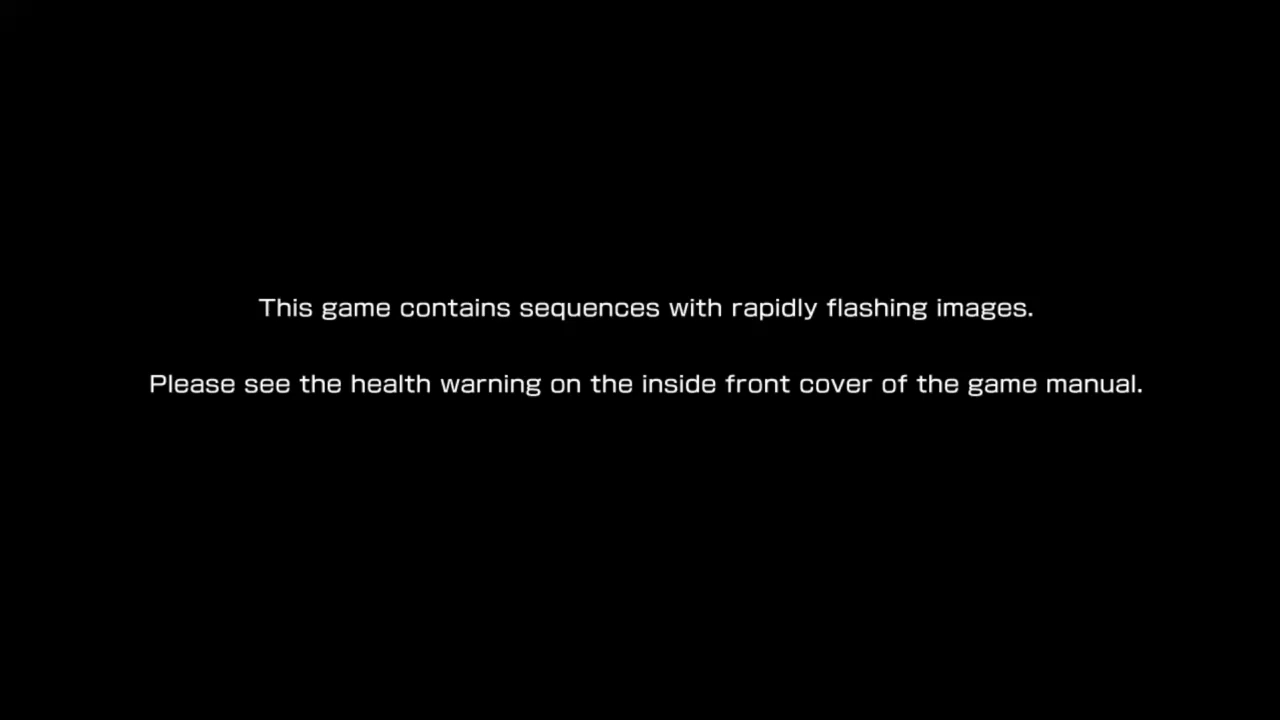 This game contains sequences with rapidly flashing images.
Please see the health warning on the inside front cover of the game manual.